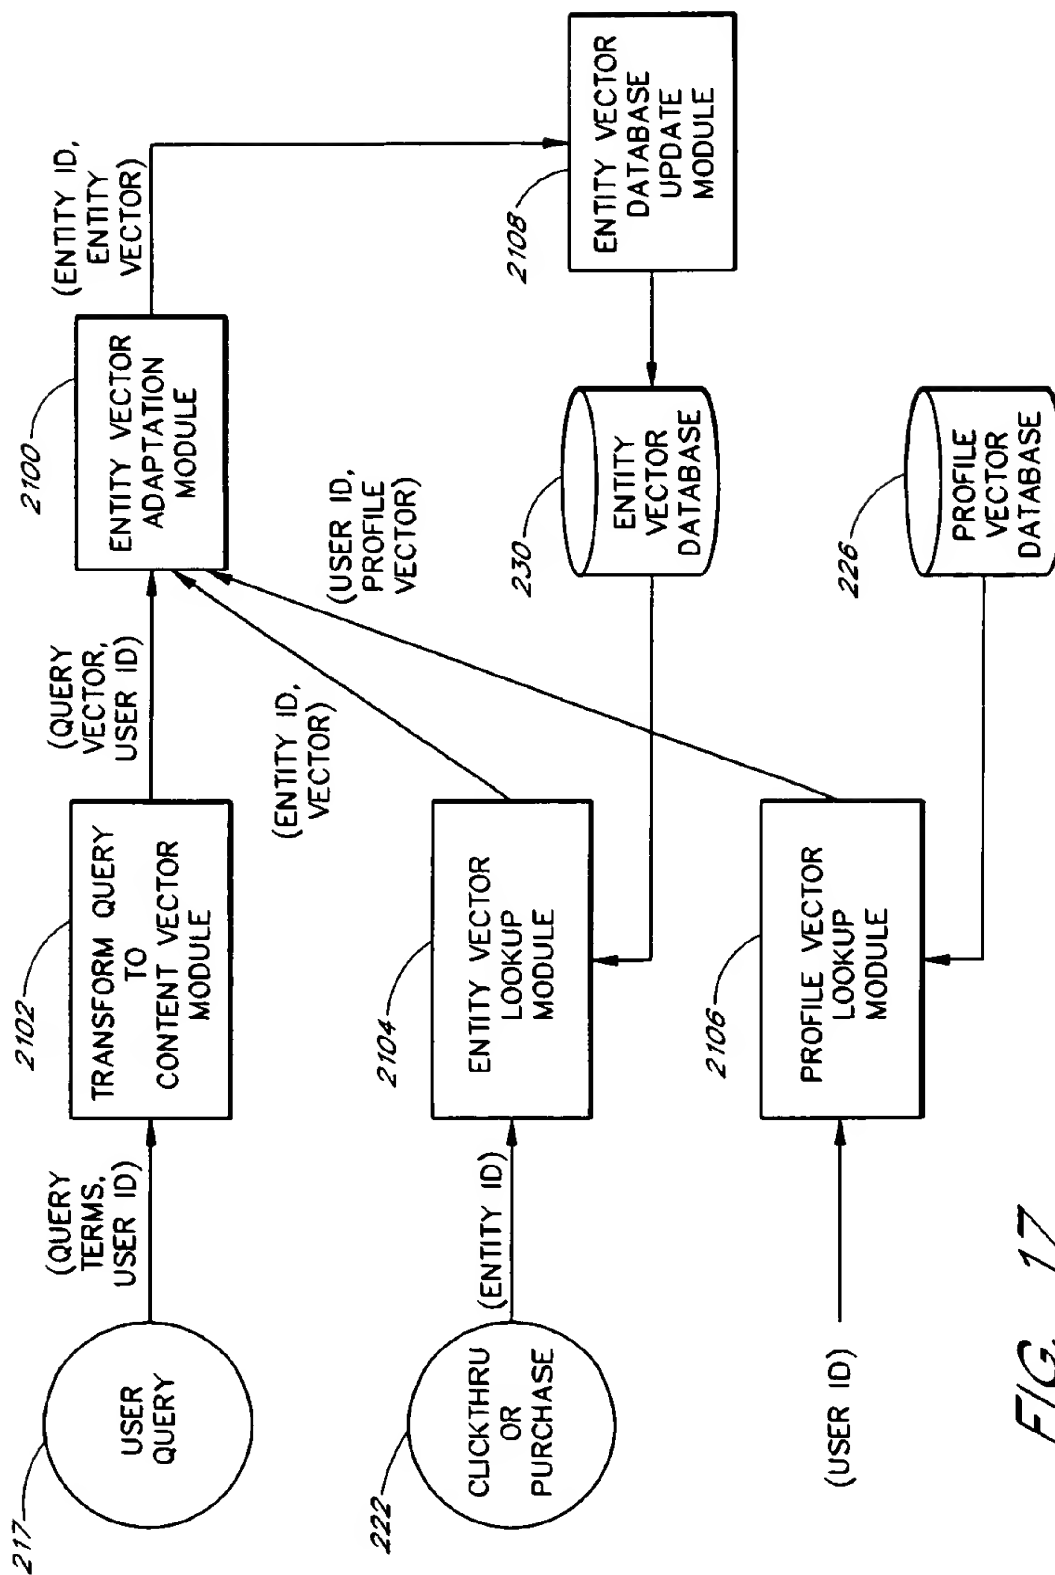 217
USER
QUERY
(QUERY
TERMS,
USER ID)
2102
TRANSFORM QUERY
TO
CONTENT VECTOR
MODULE
(QUERY
VECTOR,
USER ID)
2100
ENTITY VECTOR
ADAPTATION
MODULE
(ENTITY ID,
ENTITY
VECTOR)
222
CLICKTHRU
OR
PURCHASE
(ENTITY ID)
2104
ENTITY VECTOR
LOOKUP
MODULE
(ENTITY ID,
VECTOR)
(USER ID,
PROFILE
VECTOR)
230
ENTITY
VECTOR
DATABASE
2108
ENTITY VECTOR
DATABASE
UPDATE
MODULE
(USER ID)
2106
PROFILE VECTOR
LOOKUP
MODULE
226
PROFILE
VECTOR
DATABASE
FIG. 17